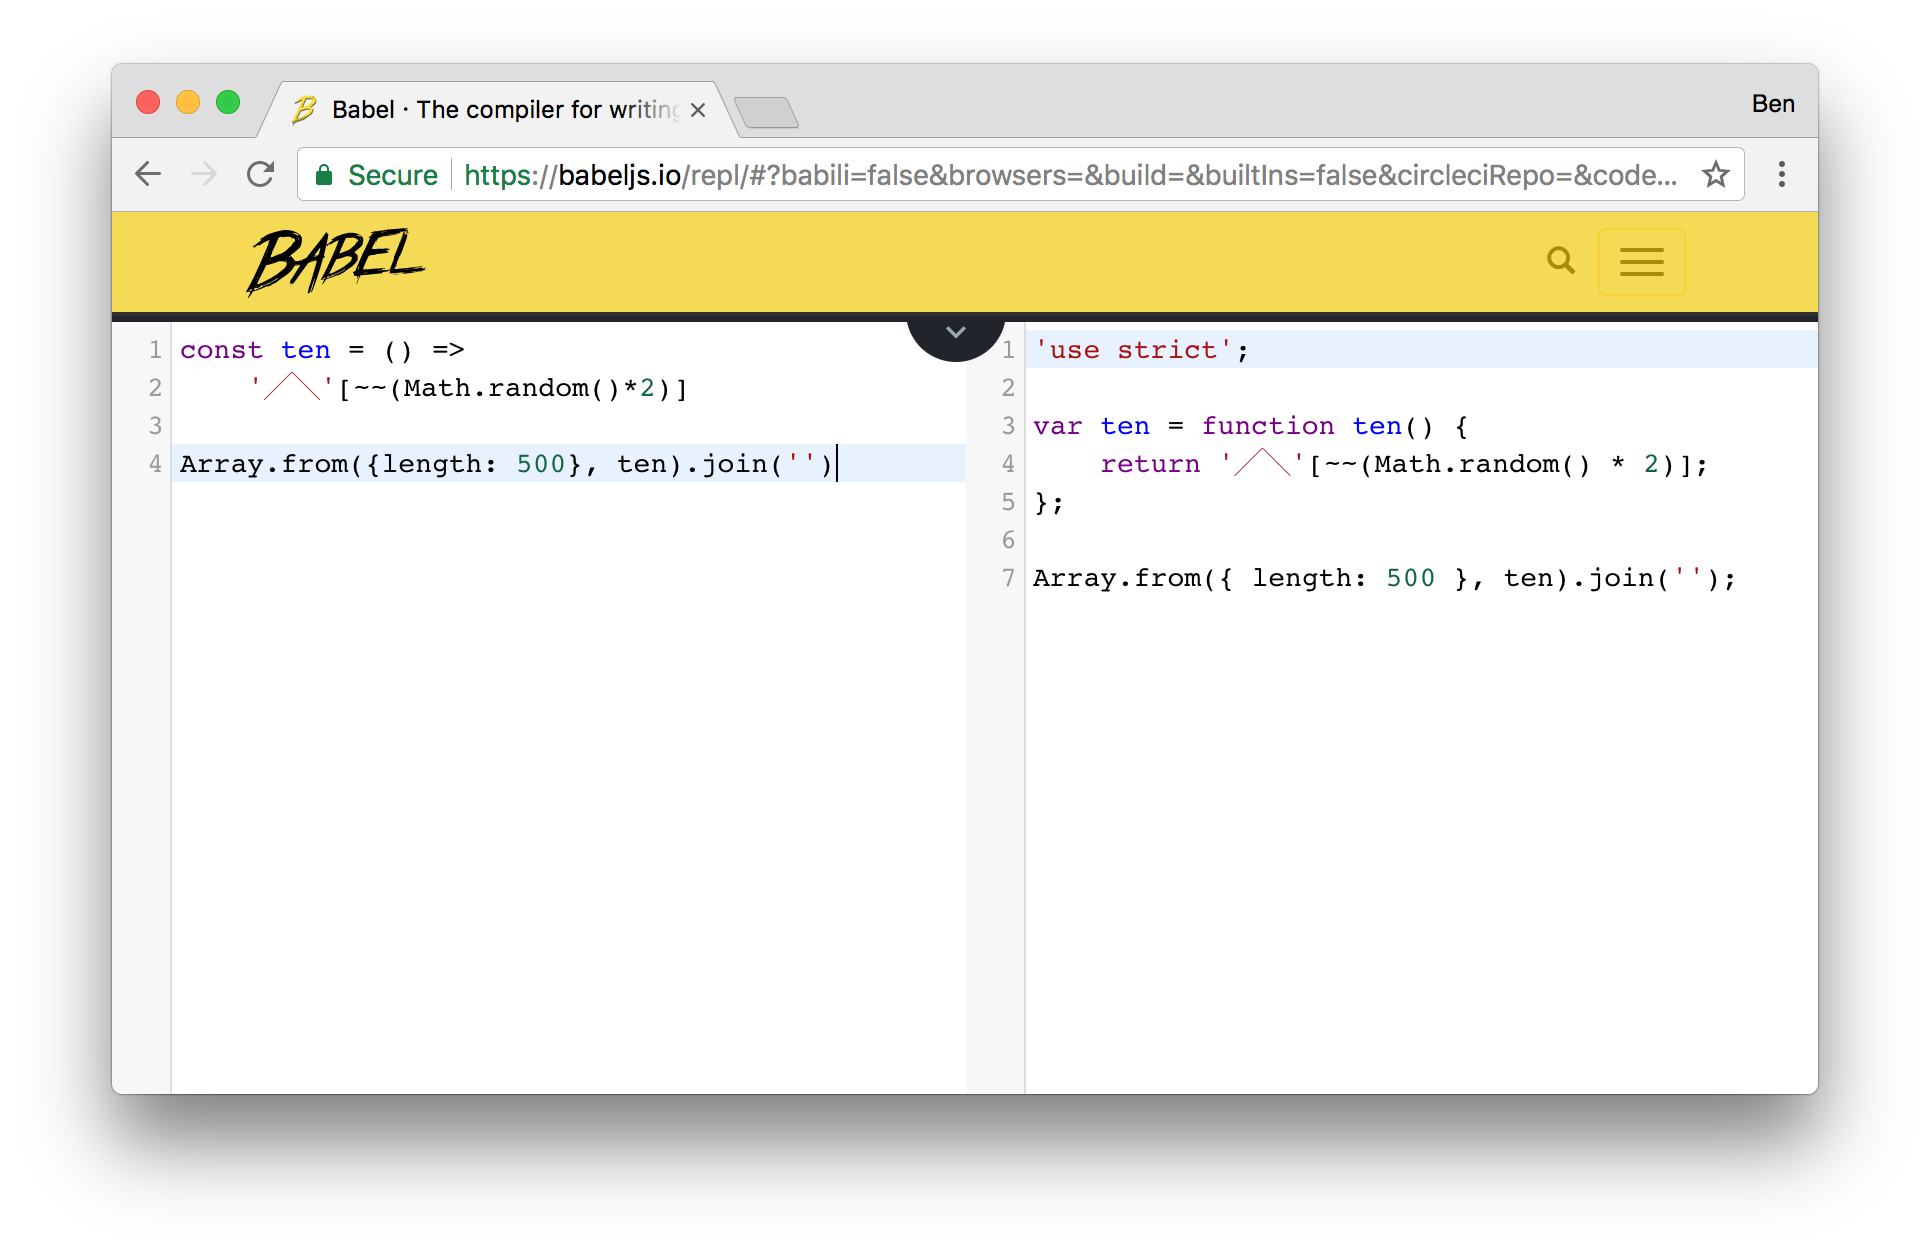 Babel · The compiler for writing
Ben
Secure https://babeljs.io/repl/#?babili=false&browsers=&build=&builtIns=false&circleciRepo=&code...
BABEL
1 const ten = () =>
2     '╱╲'[~~(Math.random()*2)]
3
4 Array.from({length: 500}, ten).join('')
1 'use strict';
2
3 var ten = function ten() {
4     return '╱╲'[~~(Math.random() * 2)];
5 };
6
7 Array.from({ length: 500 }, ten).join('');